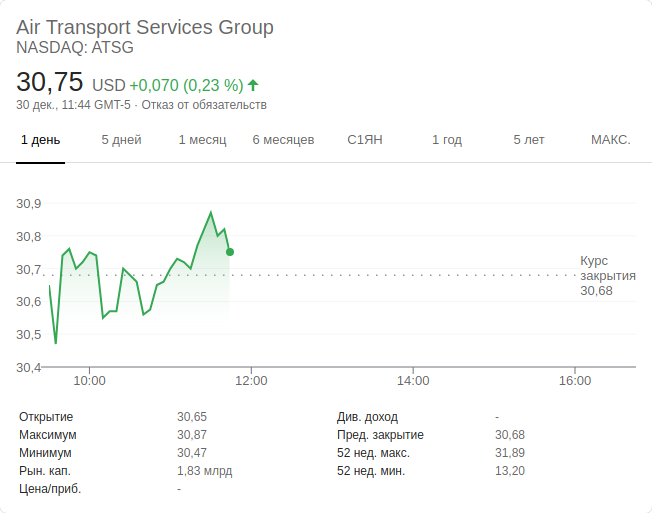 Air Transport Services Group
NASDAQ: ATSG
30,75 USD +0,070 (0,23 %)
30 дек., 11:44 GMT-5 · Отказ от обязательств
1 день 5 дней 1 месяц 6 месяцев С1ЯН 1 год 5 лет МАКС.
30,9
30,8
30,7
30,6
30,5
30,4
Курс
закрытия
30,68
10:00 12:00 14:00 16:00
Открытие 30,65 Див. доход -
Максимум 30,87 Пред. закрытие 30,68
Минимум 30,47 52 нед. макс. 31,89
Рын. кап. 1,83 млрд 52 нед. мин. 13,20
Цена/приб. -